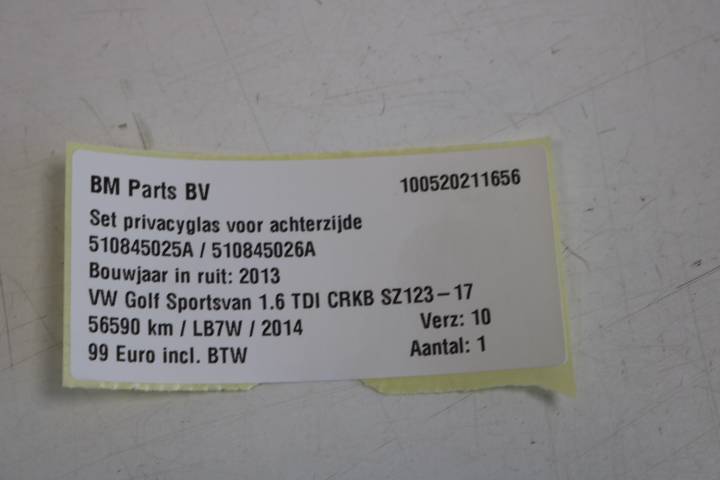 BM Parts BV 100520211656
Set privacyglas voor achterzijde
510845025A / 510845026A
Bouwjaar in ruit: 2013
VW Golf Sportsvan 1.6 TDI CRKB SZ123-17
56590 km / LB7W / 2014 Verz: 10
99 Euro incl. BTW Aantal: 1